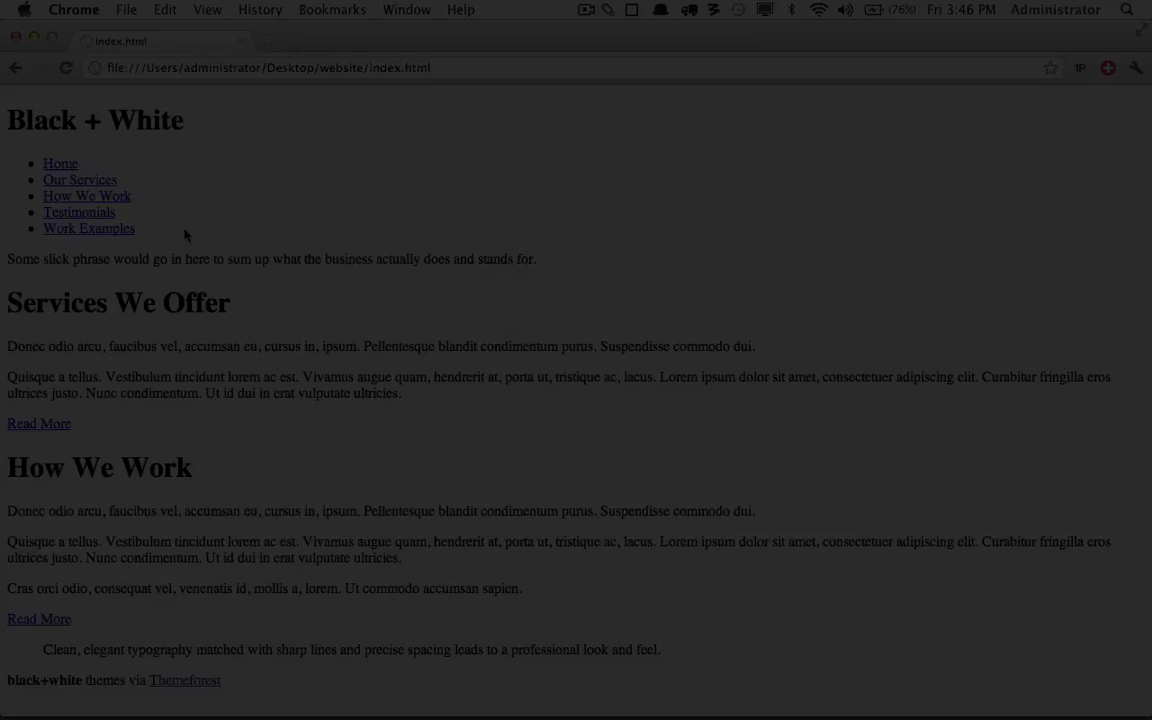 Chrome File Edit View History Bookmarks Window Help (76%) Fri 3:46 PM Administrator
index.html
file:///Users/administrator/Desktop/website/index.html 1P
Black + White
Home
Our Services
How We Work
Testimonials
Work Examples
Some slick phrase would go in here to sum up what the business actually does and stands for.
Services We Offer
Donec odio arcu, faucibus vel, accumsan eu, cursus in, ipsum. Pellentesque blandit condimentum purus. Suspendisse commodo dui.
Quisque a tellus. Vestibulum tincidunt lorem ac est. Vivamus augue quam, hendrerit at, porta ut, tristique ac, lacus. Lorem ipsum dolor sit amet, consectetuer adipiscing elit. Curabitur fringilla eros
ultrices justo. Nunc condimentum. Ut id dui in erat vulputate ultricies.
Read More
How We Work
Donec odio arcu, faucibus vel, accumsan eu, cursus in, ipsum. Pellentesque blandit condimentum purus. Suspendisse commodo dui.
Quisque a tellus. Vestibulum tincidunt lorem ac est. Vivamus augue quam, hendrerit at, porta ut, tristique ac, lacus. Lorem ipsum dolor sit amet, consectetuer adipiscing elit. Curabitur fringilla eros
ultrices justo. Nunc condimentum. Ut id dui in erat vulputate ultricies.
Cras orci odio, consequat vel, venenatis id, mollis a, lorem. Ut commodo accumsan sapien.
Read More
Clean, elegant typography matched with sharp lines and precise spacing leads to a professional look and feel.
black+white themes via Themeforest